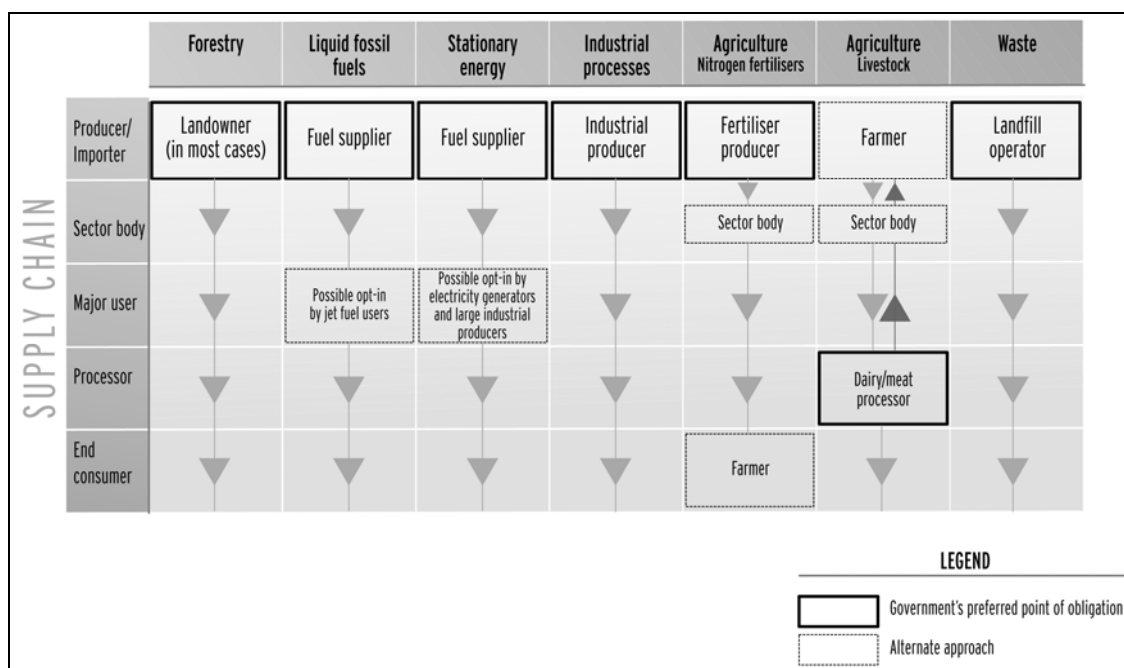 Forestry
Liquid fossil
fuels
Stationary
energy
Industrial
processes
Agriculture
Nitrogen fertilisers
Agriculture
Livestock
Waste
SUPPLY CHAIN
Producer/
Importer
Landowner
(in most cases)
Fuel supplier
Fuel supplier
Industrial
producer
Fertiliser
producer
Farmer
Landfill
operator
Sector body
Sector body
Sector body
Major user
Possible opt-in
by jet fuel users
Possible opt-in by
electricity generators
and large industrial
producers
Processor
Dairy/meat
processor
End
consumer
Farmer
LEGEND
Government's preferred point of obligation
Alternate approach